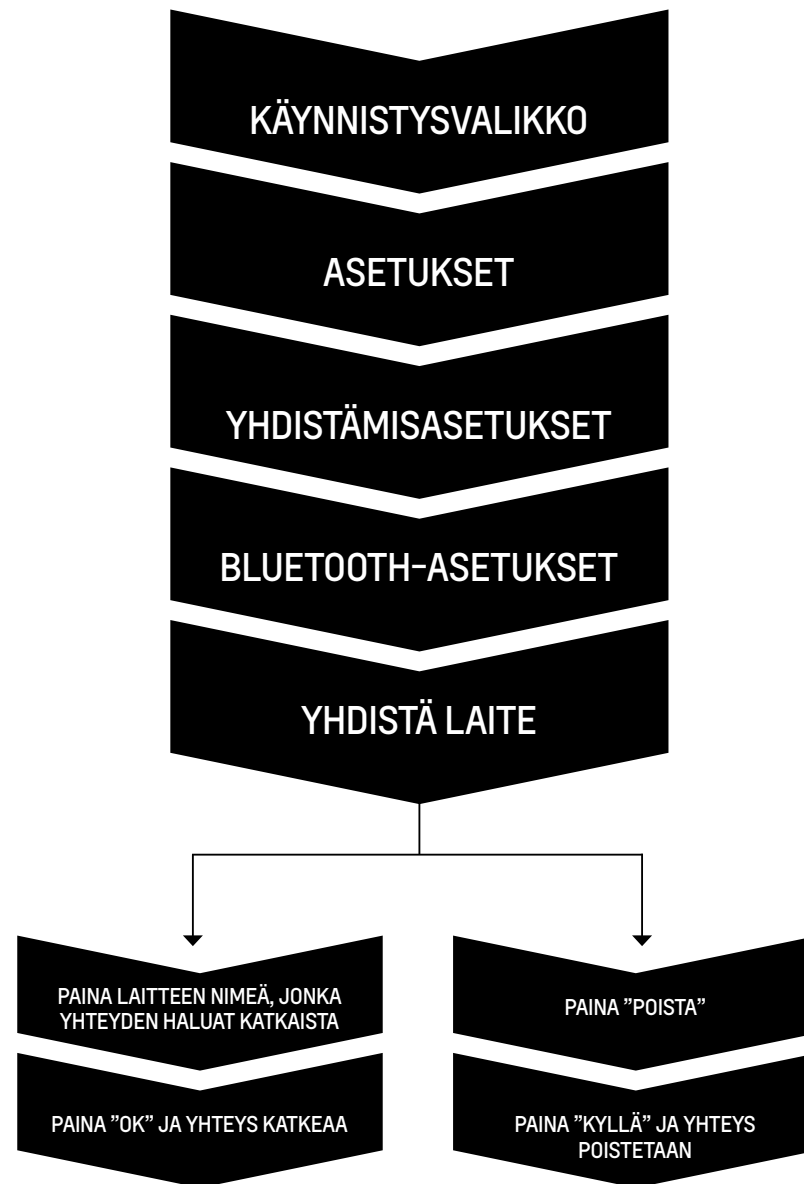 KÄYNNISTYSVALIKKO
ASETUKSET
YHDISTÄMISASETUKSET
BLUETOOTH-ASETUKSET
YHDISTÄ LAITE
PAINA LAITTEEN NIMEÄ, JONKA
YHTEYDEN HALUAT KATKAISTA
PAINA ”OK” JA YHTEYS KATKEAA
PAINA ”POISTA”
PAINA ”KYLLÄ” JA YHTEYS
POISTETAAN